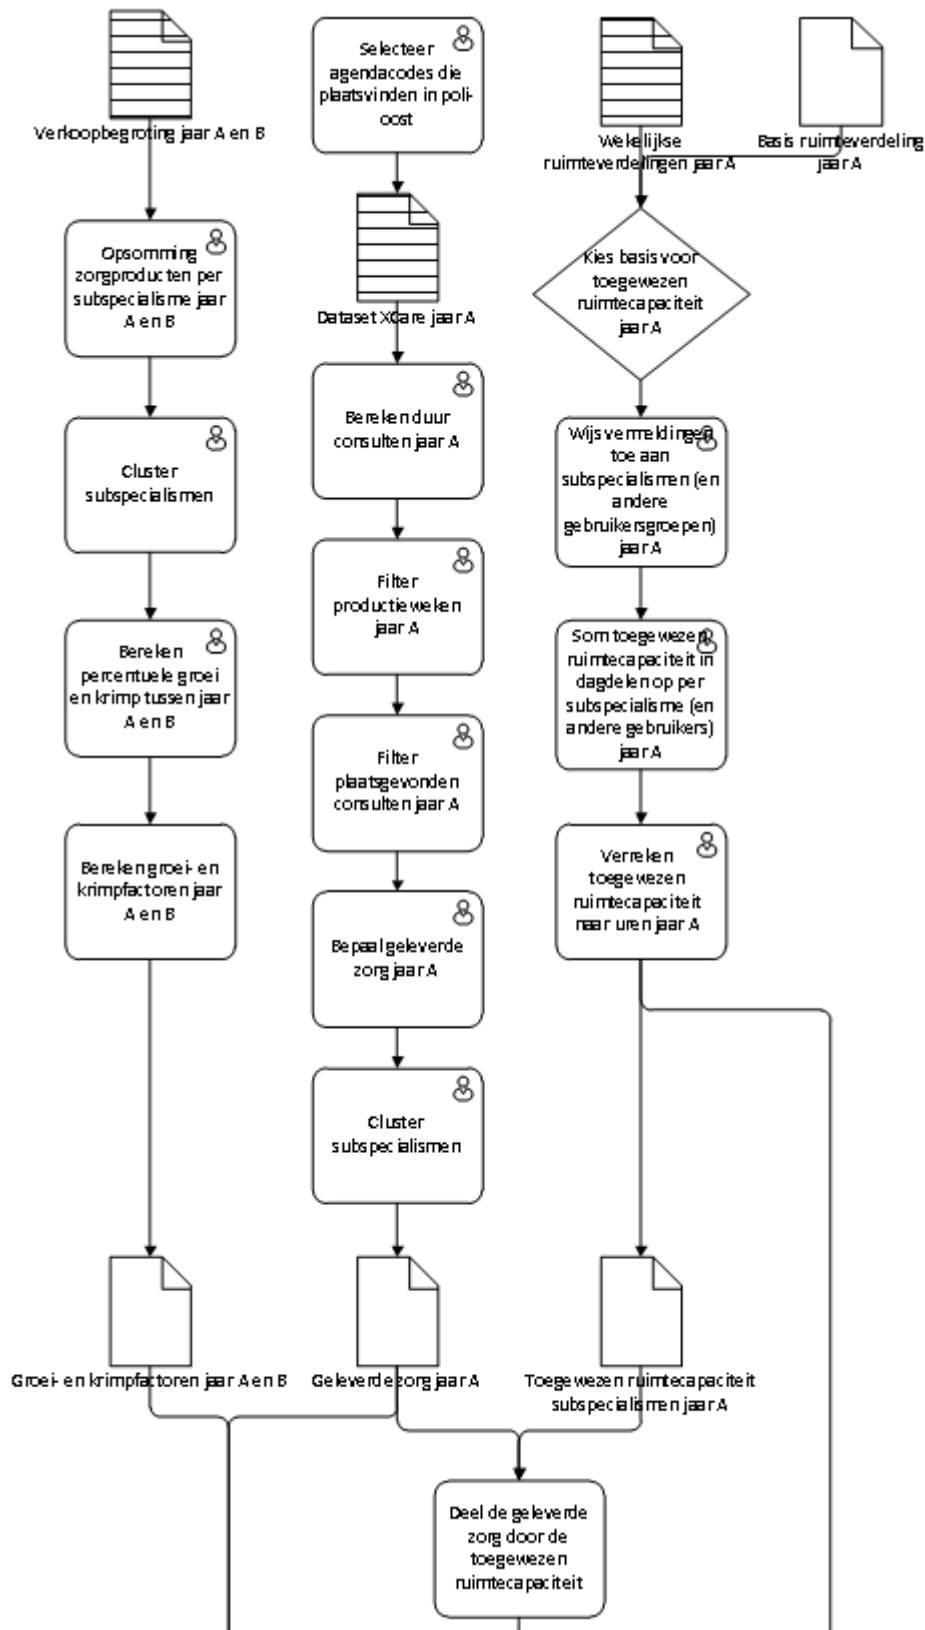 Verkoopbegroting jaar A en B
Opsomming
zorgproducten per
subspecialisme jaar
A en B
Cluster
subspecialismen
Bereken
percentuele groei
en krimp tussen jaar
A en B
Bereken groei- en
krimpfactoren jaar
A en B
Groei- en krimpfactoren jaar A en B
Selecteer
agendacodes die
plaatsvinden in poli-
oost
Dataset XCare jaar A
Bereken duur
consulten jaar A
Filter
productieweken
jaar A
Filter
plaatsgevonden
consulten jaar A
Bepaal geleverde
zorg jaar A
Cluster
subspecialismen
Geleverde zorg jaar A
Wekelijkse
ruimteverdelingen jaar A
Basis ruimteverdeling
jaar A
Kies basis voor
toegewezen
ruimtecapaciteit
jaar A
Wijs vermeldingen
toe aan
subspecialismen (en
andere
gebruikersgroepen)
jaar A
Som toegewezen
ruimtecapaciteit in
dagdelen op per
subspecialisme (en
andere gebruikers)
jaar A
Verreken
toegewezen
ruimtecapaciteit
naar uren jaar A
Toegewezen ruimtecapaciteit
subspecialismen jaar A
Deel de geleverde
zorg door de
toegewezen
ruimtecapaciteit